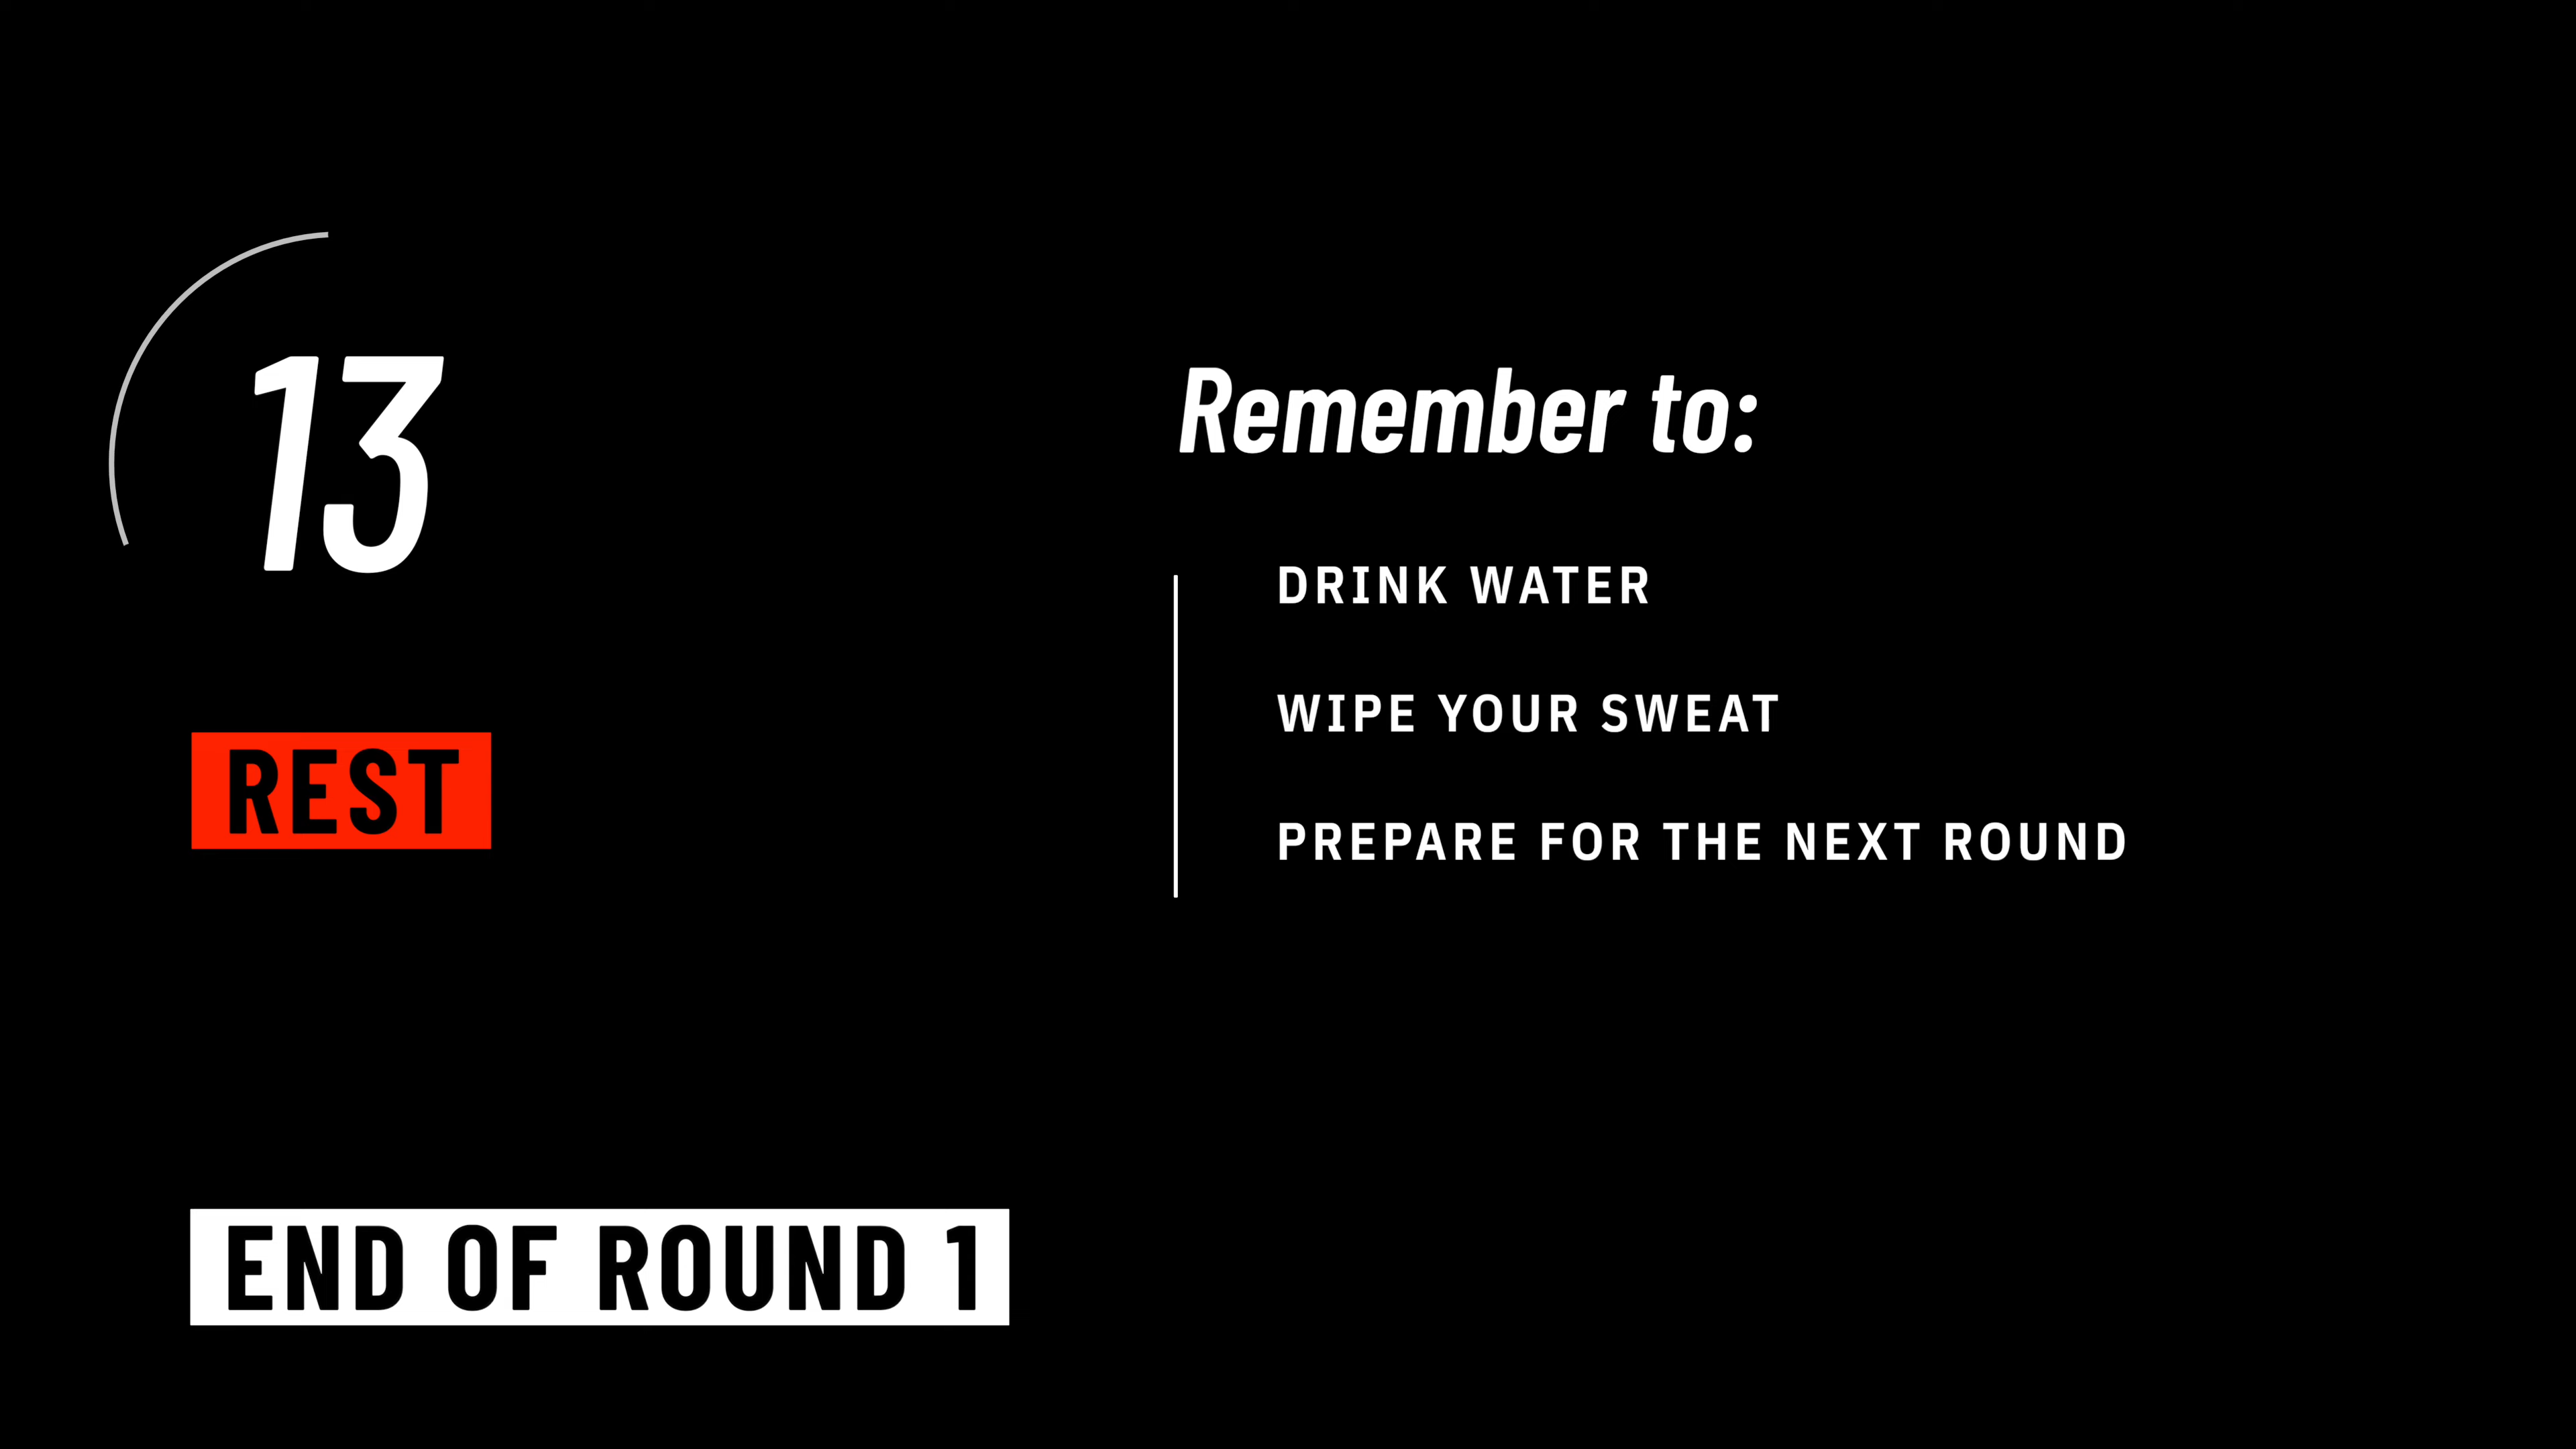 13
REST
Remember to:
DRINK WATER
WIPE YOUR SWEAT
PREPARE FOR THE NEXT ROUND
END OF ROUND 1